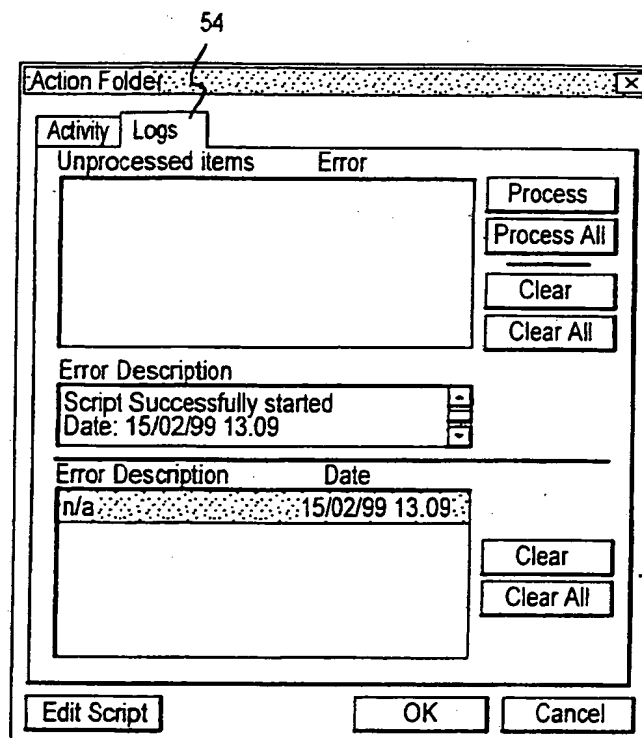 54
Action Folder
Activity Logs
Unprocessed items Error
Process
Process All
Clear
Clear All
Error Description
Script Successfully started
Date: 15/02/99 13.09
Error Description Date
n/a 15/02/99 13.09
Clear
Clear All
Edit Script OK Cancel